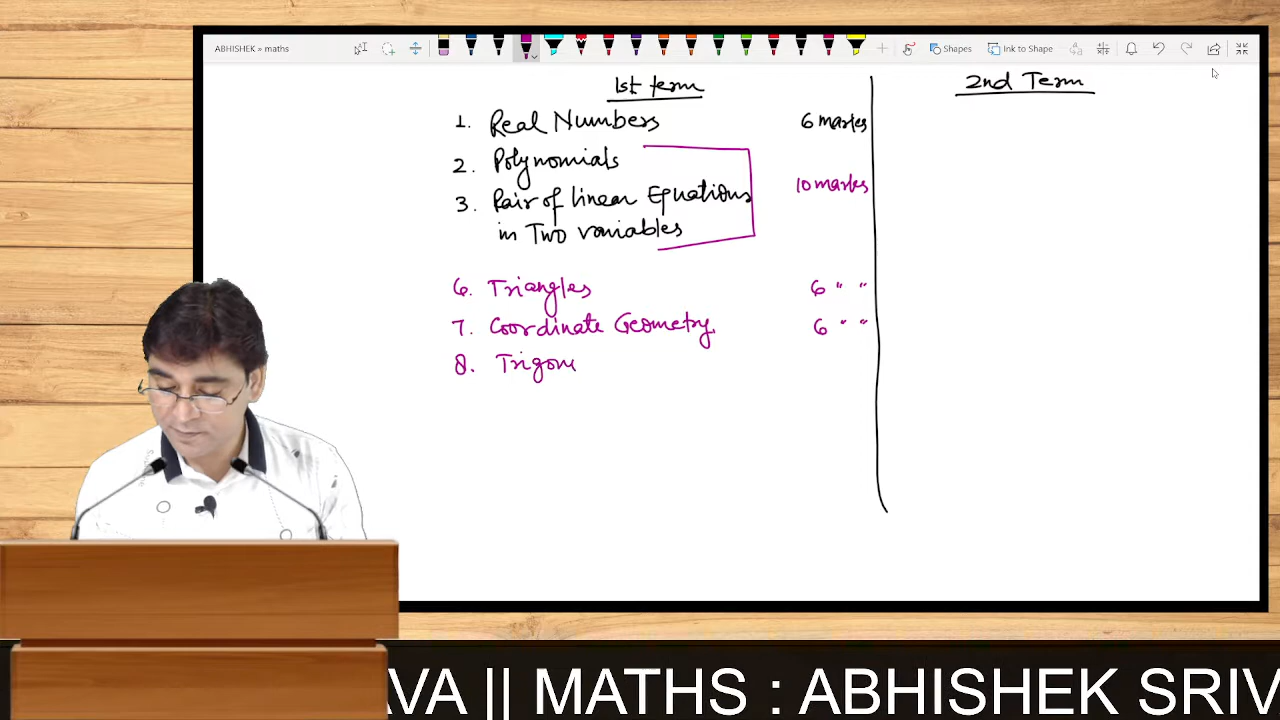 ABHISHEK » maths
Shapes
Ink to Shape
1st term
2nd Term
1. Real Numbers 6 marks
2. Polynomials
3. Pair of linear Equations 10 marks
in Two variables
6. Triangles 6 " "
7. Coordinate Geometry 6 " "
8. Trigono
AVA || MATHS : ABHISHEK SRIV